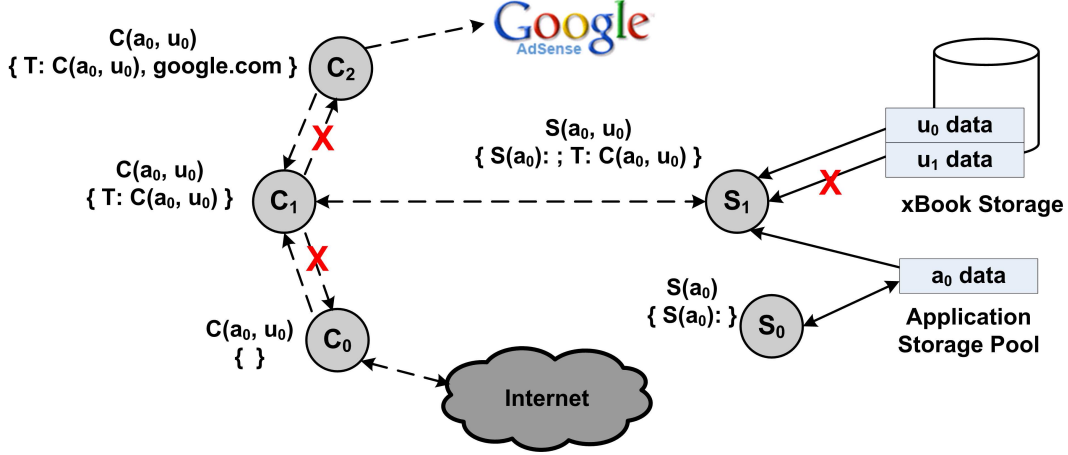 Google
AdSense
C(a₀, u₀)
{ T: C(a₀, u₀), google.com }
C₂
X
C(a₀, u₀)
{ T: C(a₀, u₀) }
C₁
X
C(a₀, u₀)
{ }
C₀
Internet
S(a₀, u₀)
{ S(a₀): ; T: C(a₀, u₀) }
S₁
u₀ data
u₁ data
X
xBook Storage
a₀ data
Application
Storage Pool
S(a₀)
{ S(a₀): }
S₀